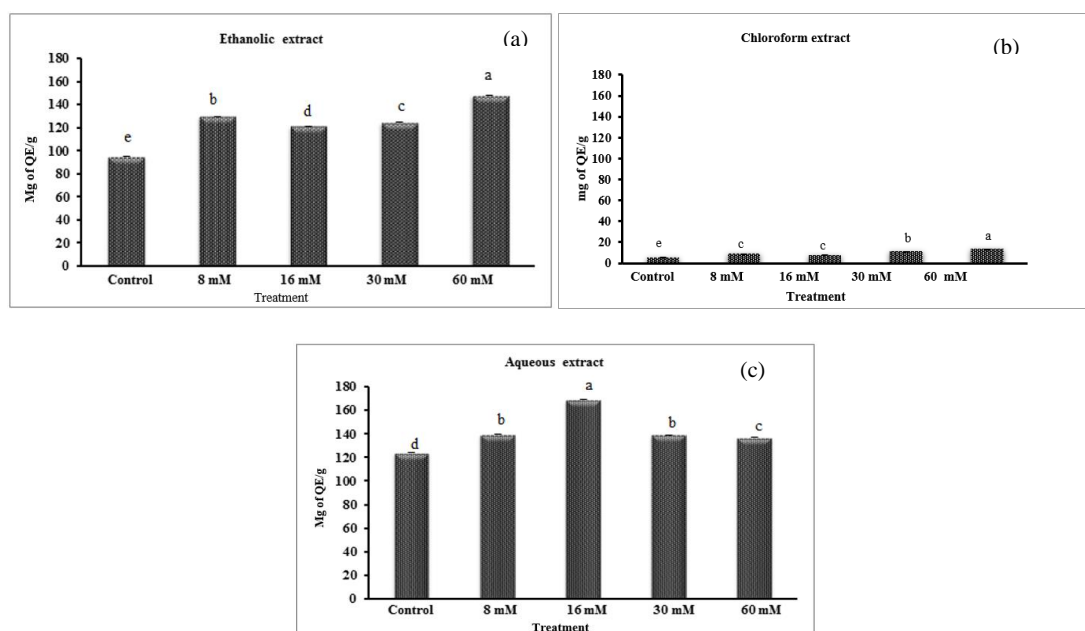 Ethanolic extract
(a)
Mg of QE/g
180
160
140
120
100
80
60
40
20
0
e
b
d
c
a
Control 8 mM 16 mM 30 mM 60 mM
Treatment
Chloroform extract
(b)
mg of QE/g
180
160
140
120
100
80
60
40
20
0
e
c
c
b
a
Control 8 mM 16 mM 30 mM 60 mM
Treatment
Aqueous extract
(c)
Mg of QE/g
180
160
140
120
100
80
60
40
20
0
d
b
a
b
c
Control 8 mM 16 mM 30 mM 60 mM
Treatment